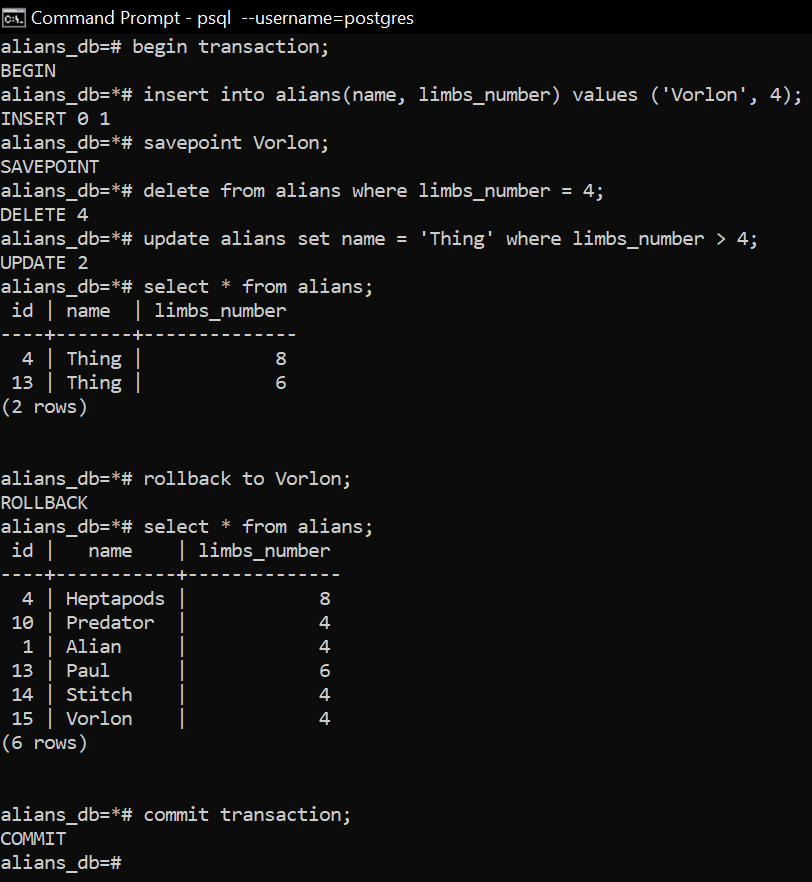 Command Prompt - psql  --username=postgres
alians_db=# begin transaction;
BEGIN
alians_db=*# insert into alians(name, limbs_number) values ('Vorlon', 4);
INSERT 0 1
alians_db=*# savepoint Vorlon;
SAVEPOINT
alians_db=*# delete from alians where limbs_number = 4;
DELETE 4
alians_db=*# update alians set name = 'Thing' where limbs_number > 4;
UPDATE 2
alians_db=*# select * from alians;
 id | name  | limbs_number
----+-------+--------------
  4 | Thing |            8
 13 | Thing |            6
(2 rows)
alians_db=*# rollback to Vorlon;
ROLLBACK
alians_db=*# select * from alians;
 id |   name    | limbs_number
----+-----------+--------------
  4 | Heptapods |            8
 10 | Predator  |            4
  1 | Alian     |            4
 13 | Paul      |            6
 14 | Stitch    |            4
 15 | Vorlon    |            4
(6 rows)
alians_db=*# commit transaction;
COMMIT
alians_db=#